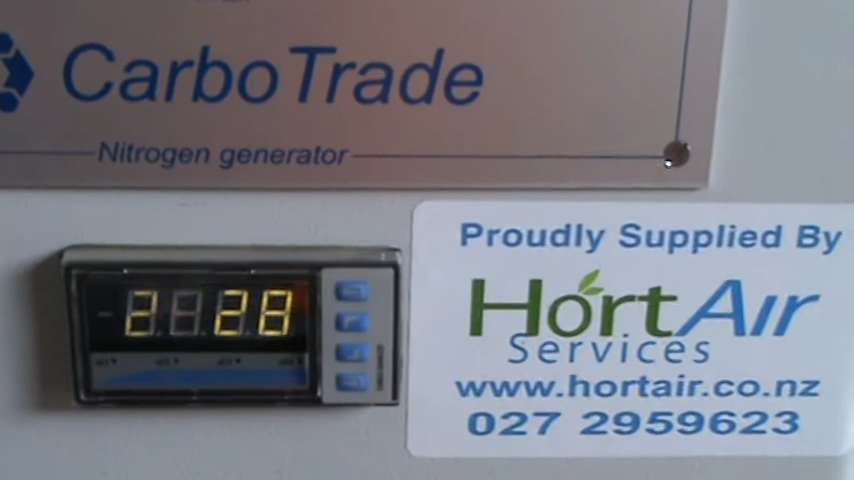 CarboTrade
Nitrogen generator
Proudly Supplied By
HortAir
Services
www.hortair.co.nz
027 2959623